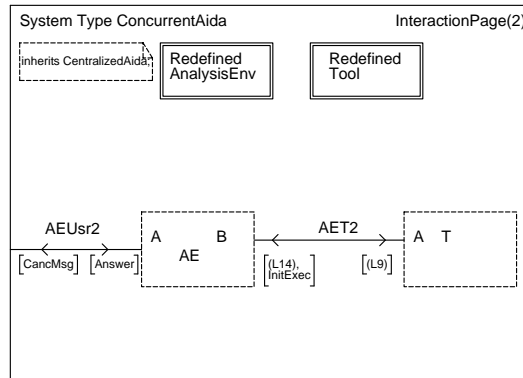 System Type ConcurrentAida
InteractionPage(2)
inherits CentralizedAida;
Redefined
AnalysisEnv
Redefined
Tool
AEUsr2
A
B
AE
AET2
A
T
[CancMsg]
[Answer]
[(L14),
InitExec]
[(L9)]